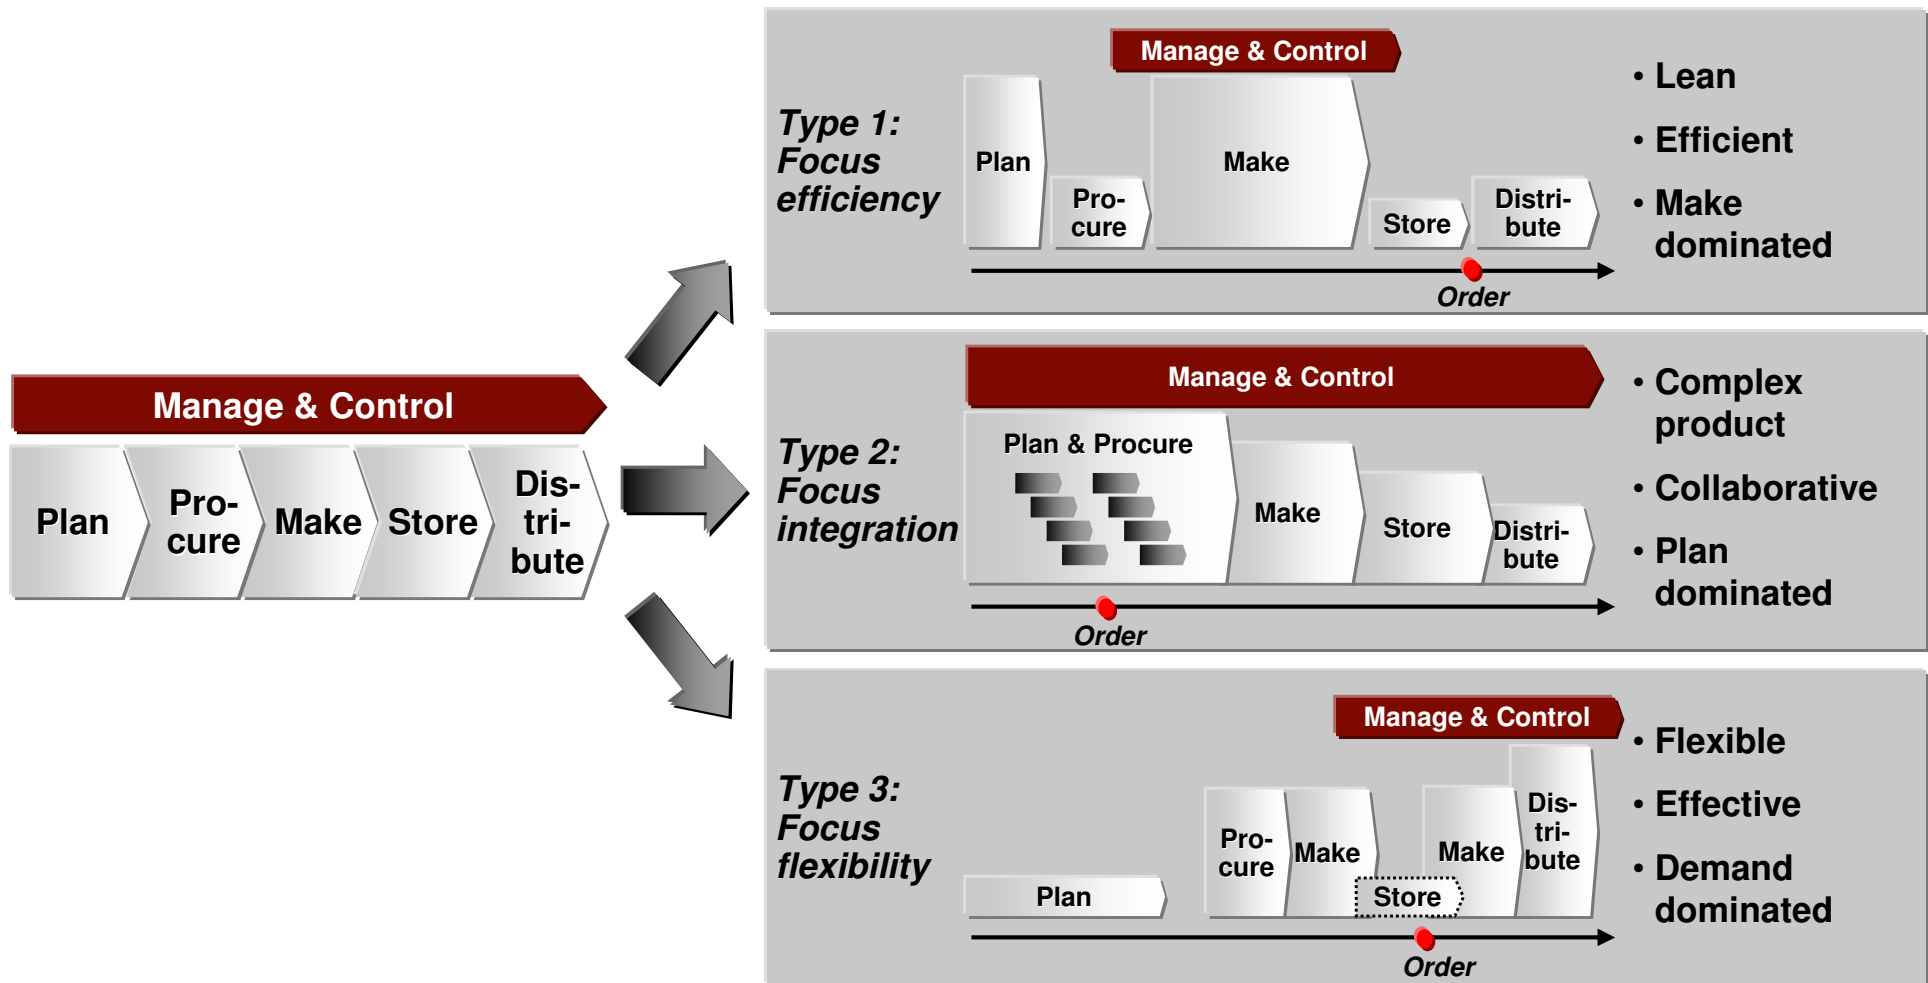 Manage & Control
Plan
Pro-
cure
Make
Store
Dis-
tri-
bute
Type 1:
Focus
efficiency
Manage & Control
Plan
Pro-
cure
Make
Store
Distri-
bute
Order
• Lean
• Efficient
• Make
dominated
Type 2:
Focus
integration
Manage & Control
Plan & Procure
Make
Store
Distri-
bute
Order
• Complex
product
• Collaborative
• Plan
dominated
Type 3:
Focus
flexibility
Manage & Control
Plan
Pro-
cure
Make
Store
Make
Dis-
tri-
bute
Order
• Flexible
• Effective
• Demand
dominated